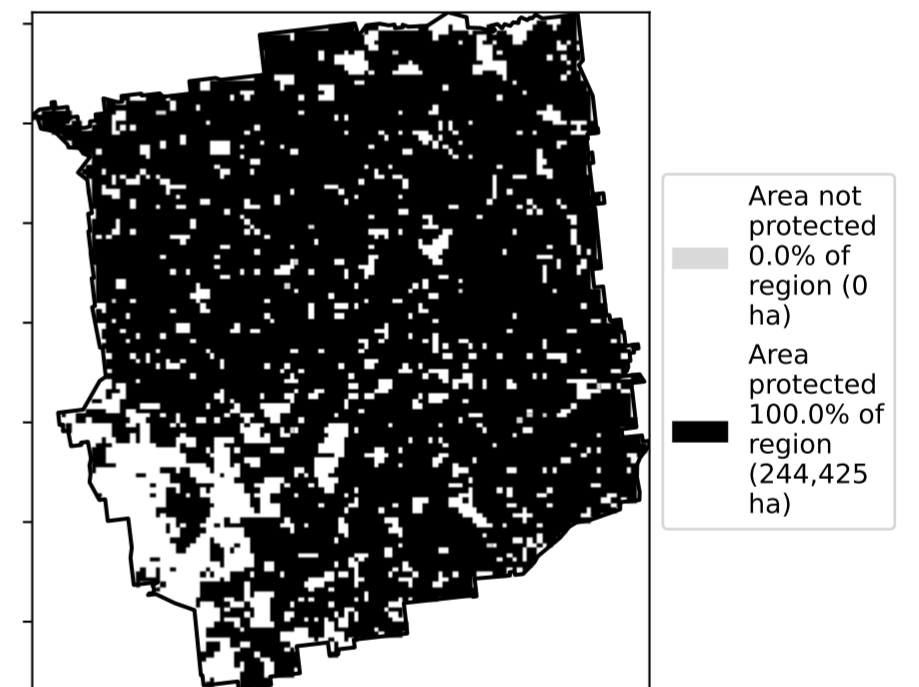 Area not
protected
0.0% of
region (0
ha)
Area
protected
100.0% of
region
(244,425
ha)